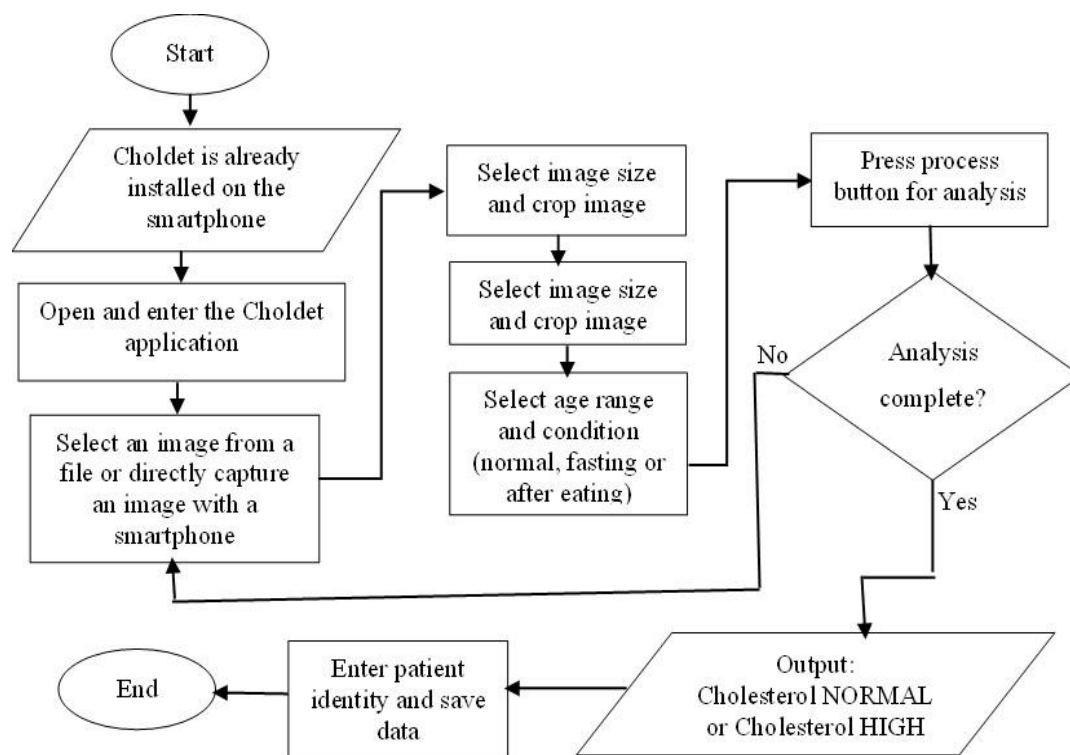 Start
Choldet is already
installed on the
smartphone
Open and enter the Choldet
application
Select an image from a
file or directly capture
an image with a
smartphone
Select image size
and crop image
Select image size
and crop image
Select age range
and condition
(normal, fasting or
after eating)
Press process
button for analysis
Analysis
complete?
No
Yes
Output:
Cholesterol NORMAL
or Cholesterol HIGH
Enter patient
identity and save
data
End